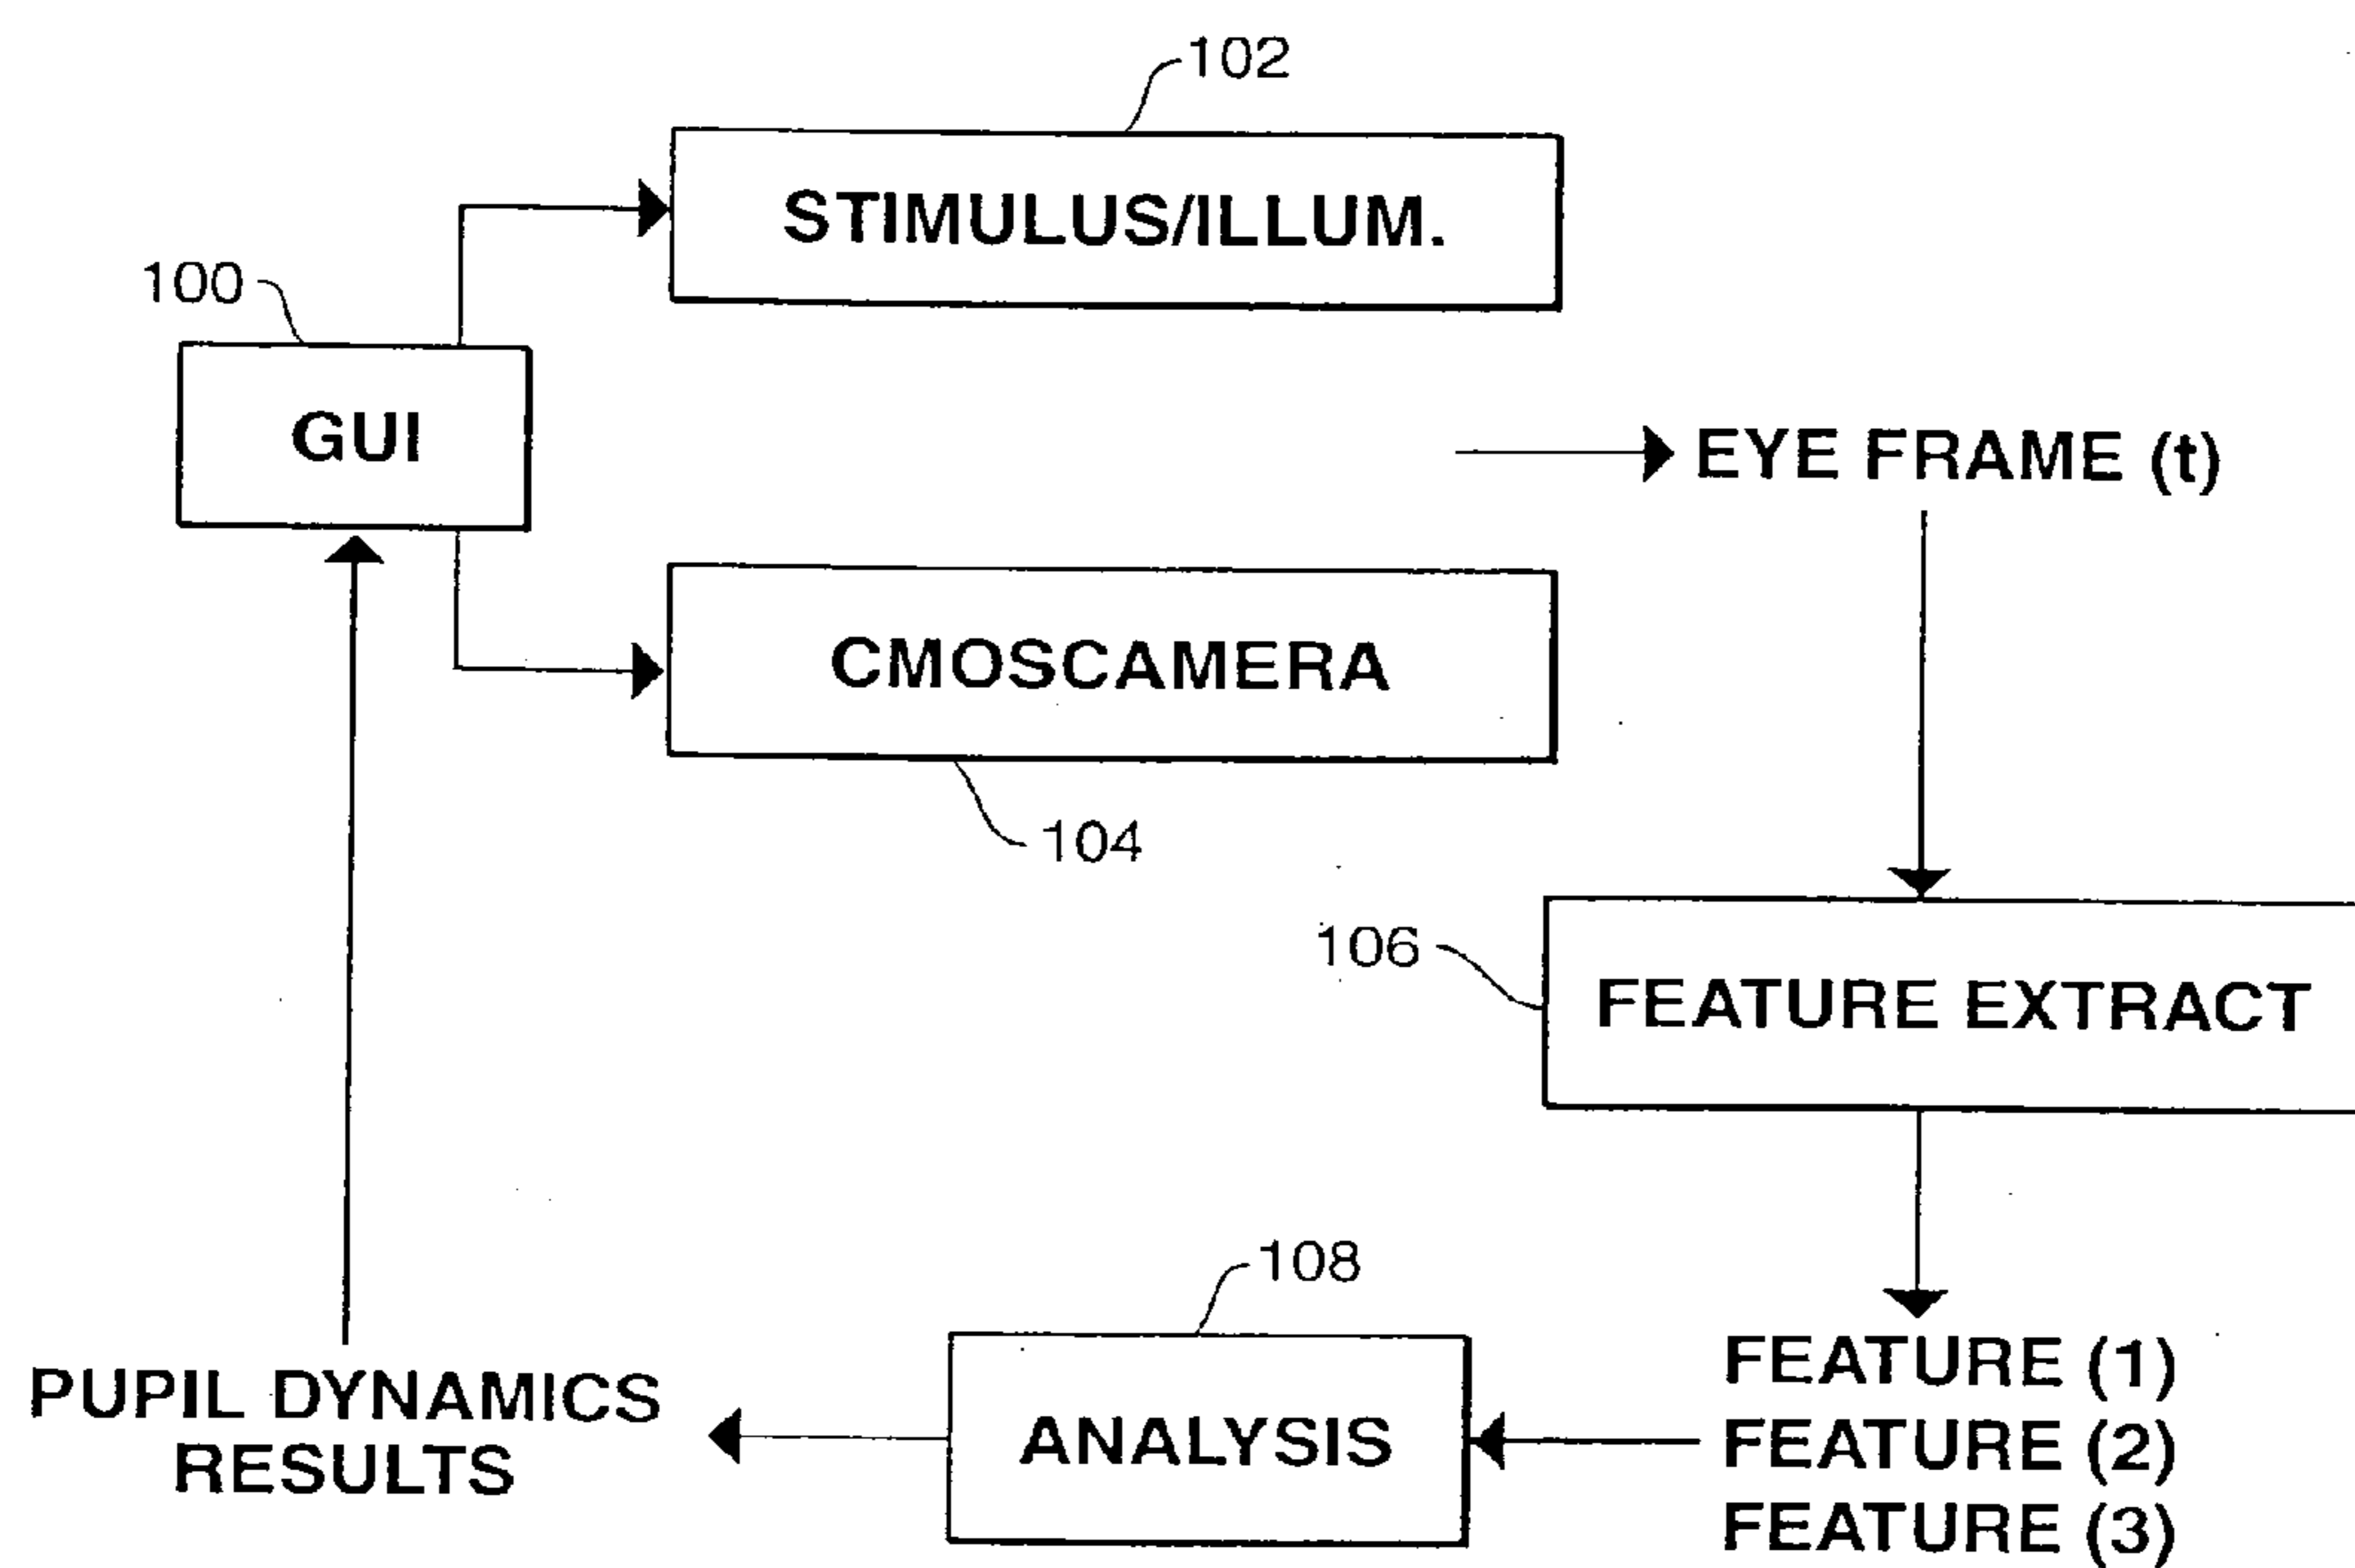 102
STIMULUS/ILLUM.
100
GUI
EYE FRAME (t)
CMOSCAMERA
104
106
FEATURE EXTRACT
108
PUPIL DYNAMICS
RESULTS
ANALYSIS
FEATURE (1)
FEATURE (2)
FEATURE (3)